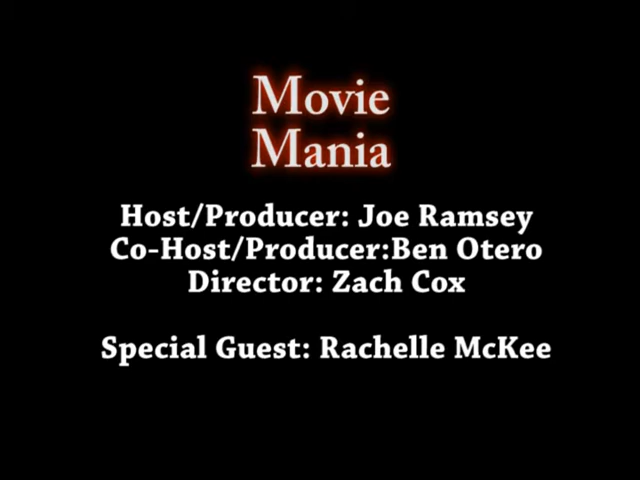 Movie
Mania
Host/Producer: Joe Ramsey
Co-Host/Producer:Ben Otero
Director: Zach Cox
Special Guest: Rachelle McKee